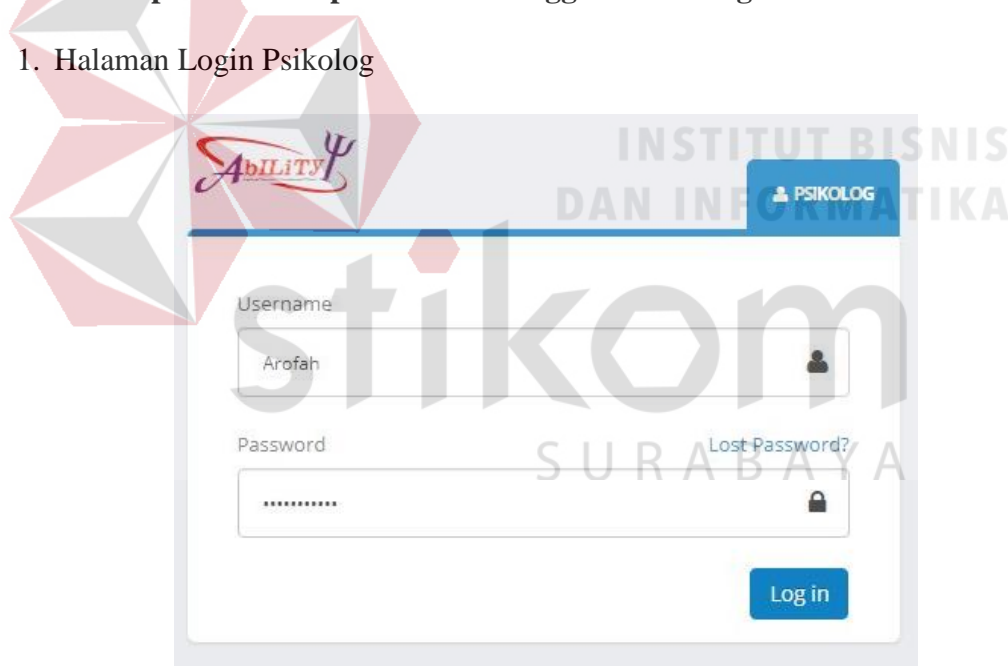 1. Halaman Login Psikolog
AbILiTY
INSTITUT BISNIS
DAN INFORMATIKA
PSIKOLOG
stikom
SURABAYA
Username
Arofah
Password
Lost Password?
•••••••••••
Log in